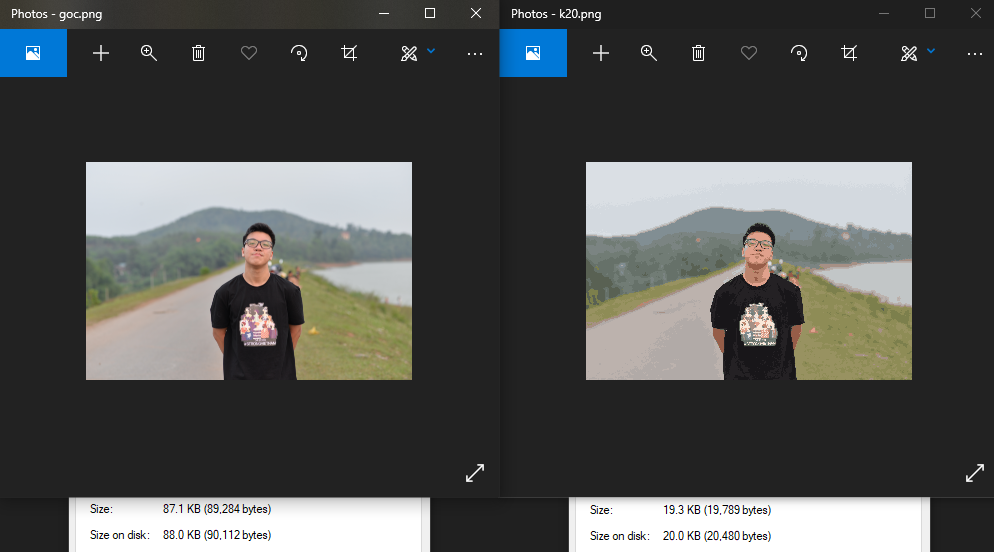 Photos - goc.png
Photos - k20.png
Size: 87.1 KB (89,284 bytes)
Size on disk: 88.0 KB (90,112 bytes)
Size: 19.3 KB (19,789 bytes)
Size on disk: 20.0 KB (20,480 bytes)